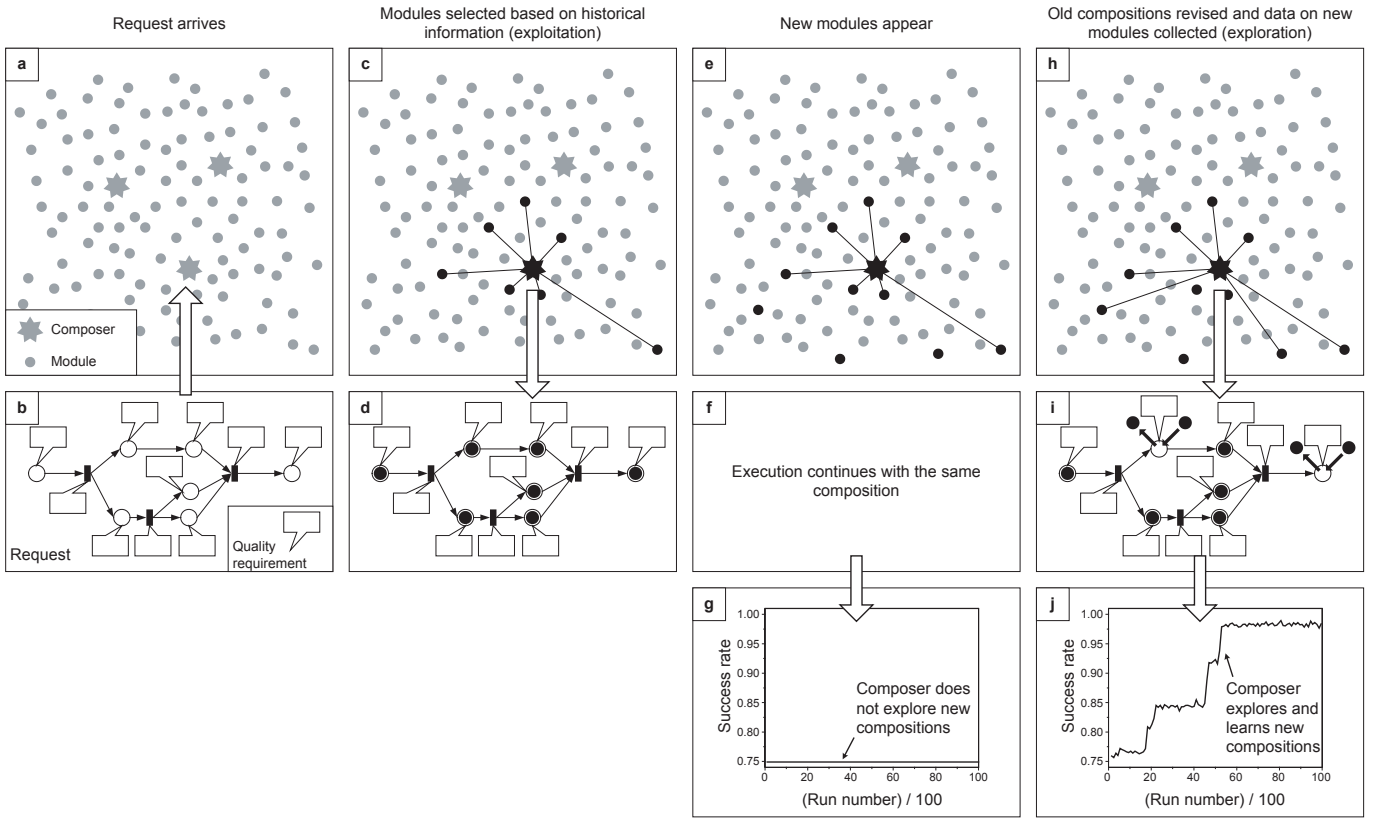 Request arrives
Modules selected based on historical
information (exploitation)
New modules appear
Old compositions revised and data on new
modules collected (exploration)
a
Composer
Module
c
e
h
b
Request
Quality
requirement
d
f
Execution continues with the same
composition
i
g
Success rate
1.00
0.95
0.90
0.85
0.80
0.75
0 20 40 60 80 100
(Run number) / 100
Composer does
not explore new
compositions
j
Success rate
1.00
0.95
0.90
0.85
0.80
0.75
0 20 40 60 80 100
(Run number) / 100
Composer
explores and
learns new
compositions